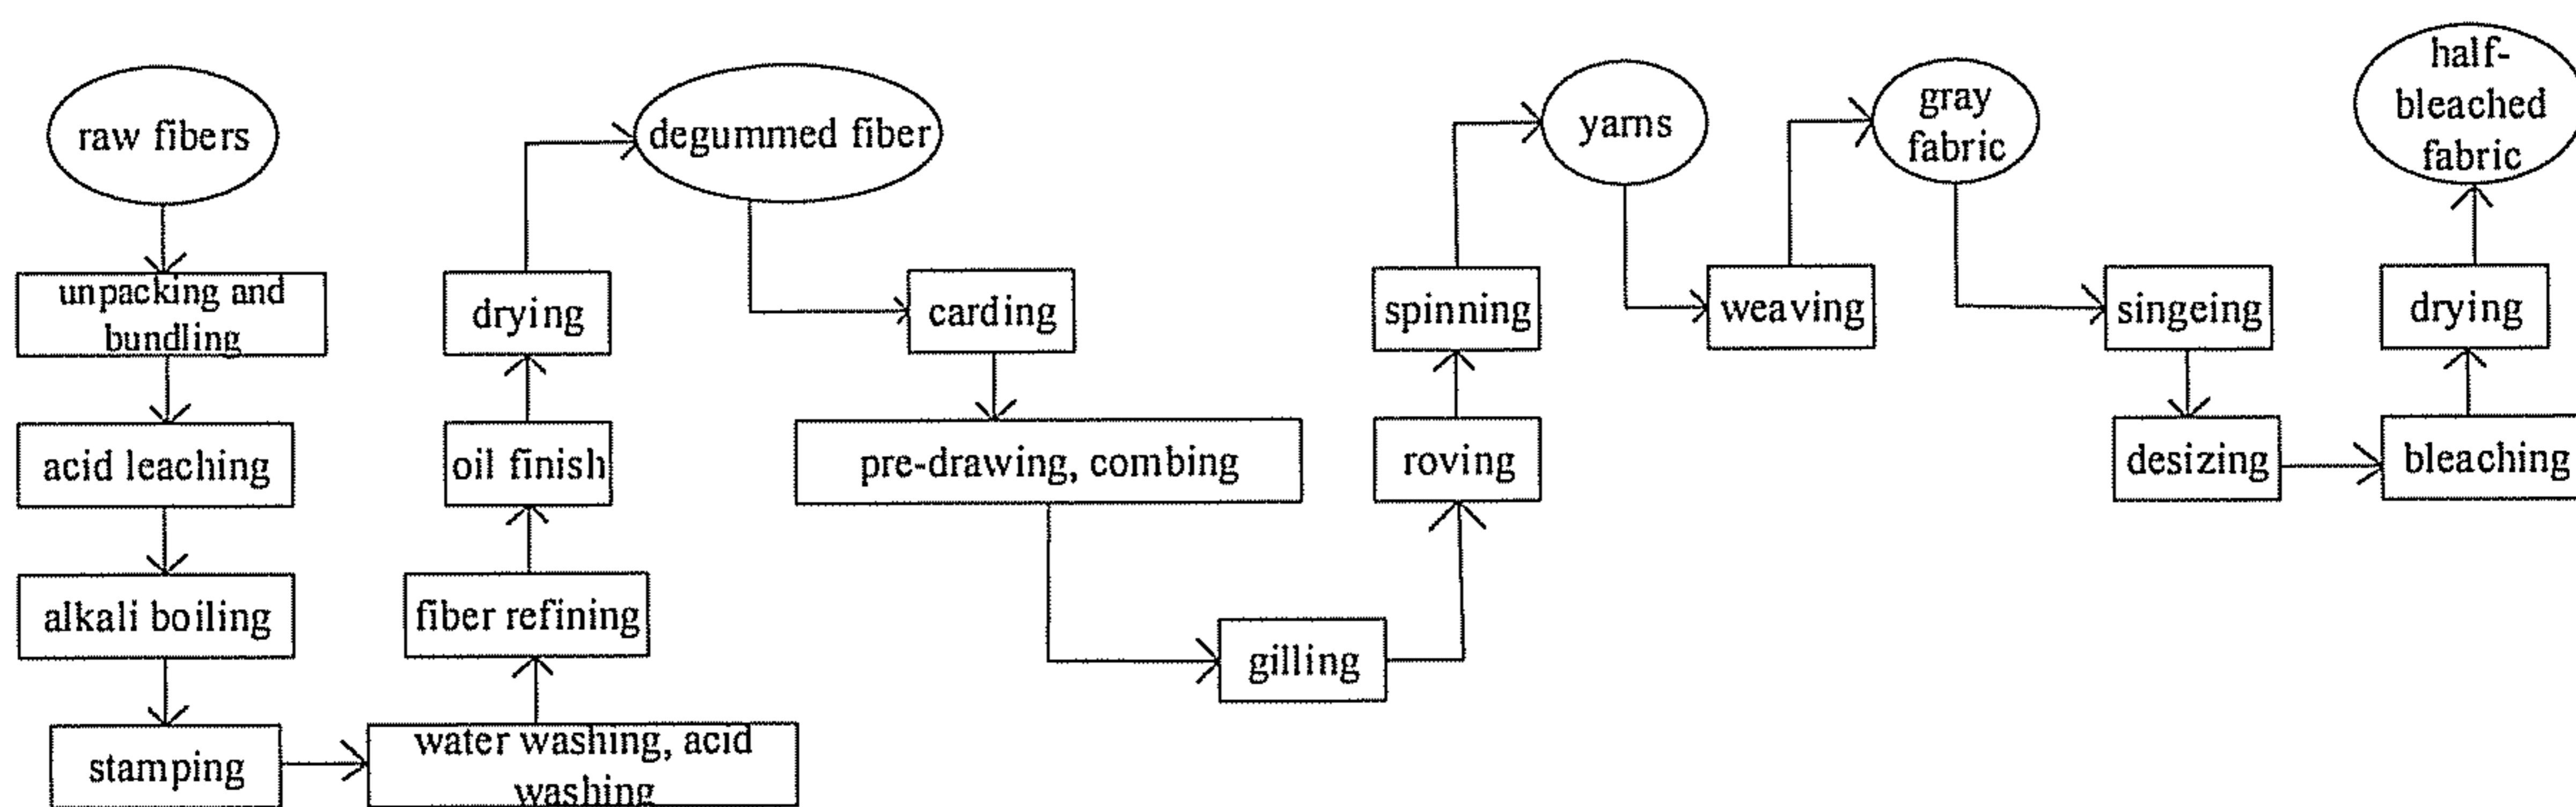 raw fibers
unpacking and
bundling
acid leaching
alkali boiling
stamping
water washing, acid
washing
fiber refining
oil finish
drying
degummed fiber
carding
pre-drawing, combing
gilling
roving
spinning
yarns
weaving
gray
fabric
singeing
desizing
bleaching
drying
half-
bleached
fabric